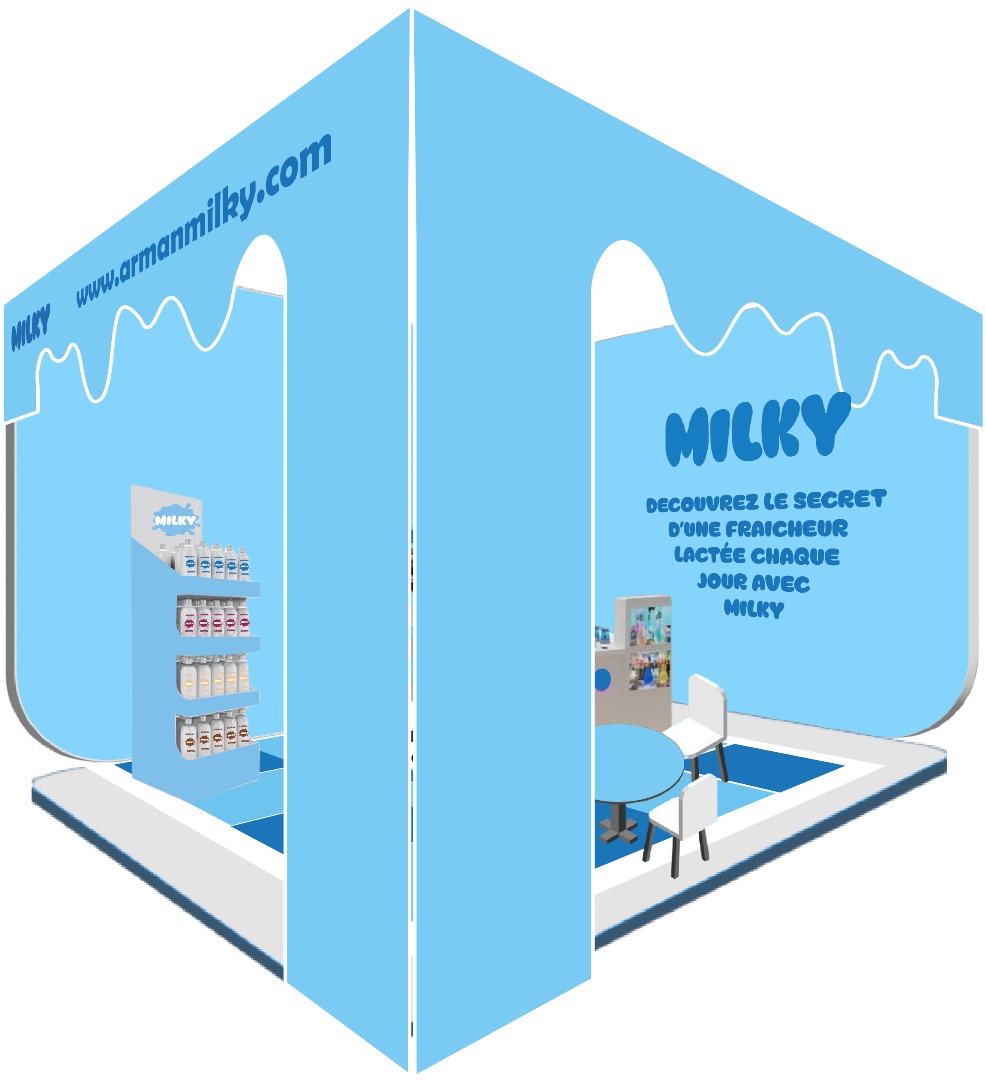 www.armanmilky.com
MILKY
MILKY
DECOUVREZ LE SECRET
D'UNE FRAICHEUR
LACTÉE CHAQUE
JOUR AVEC
MILKY
MILKY